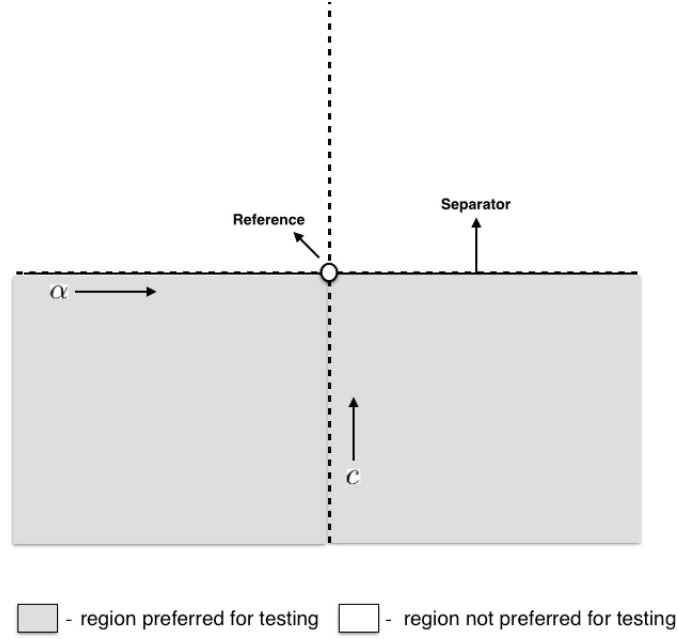 Separator
Reference
α
c
- region preferred for testing
- region not preferred for testing